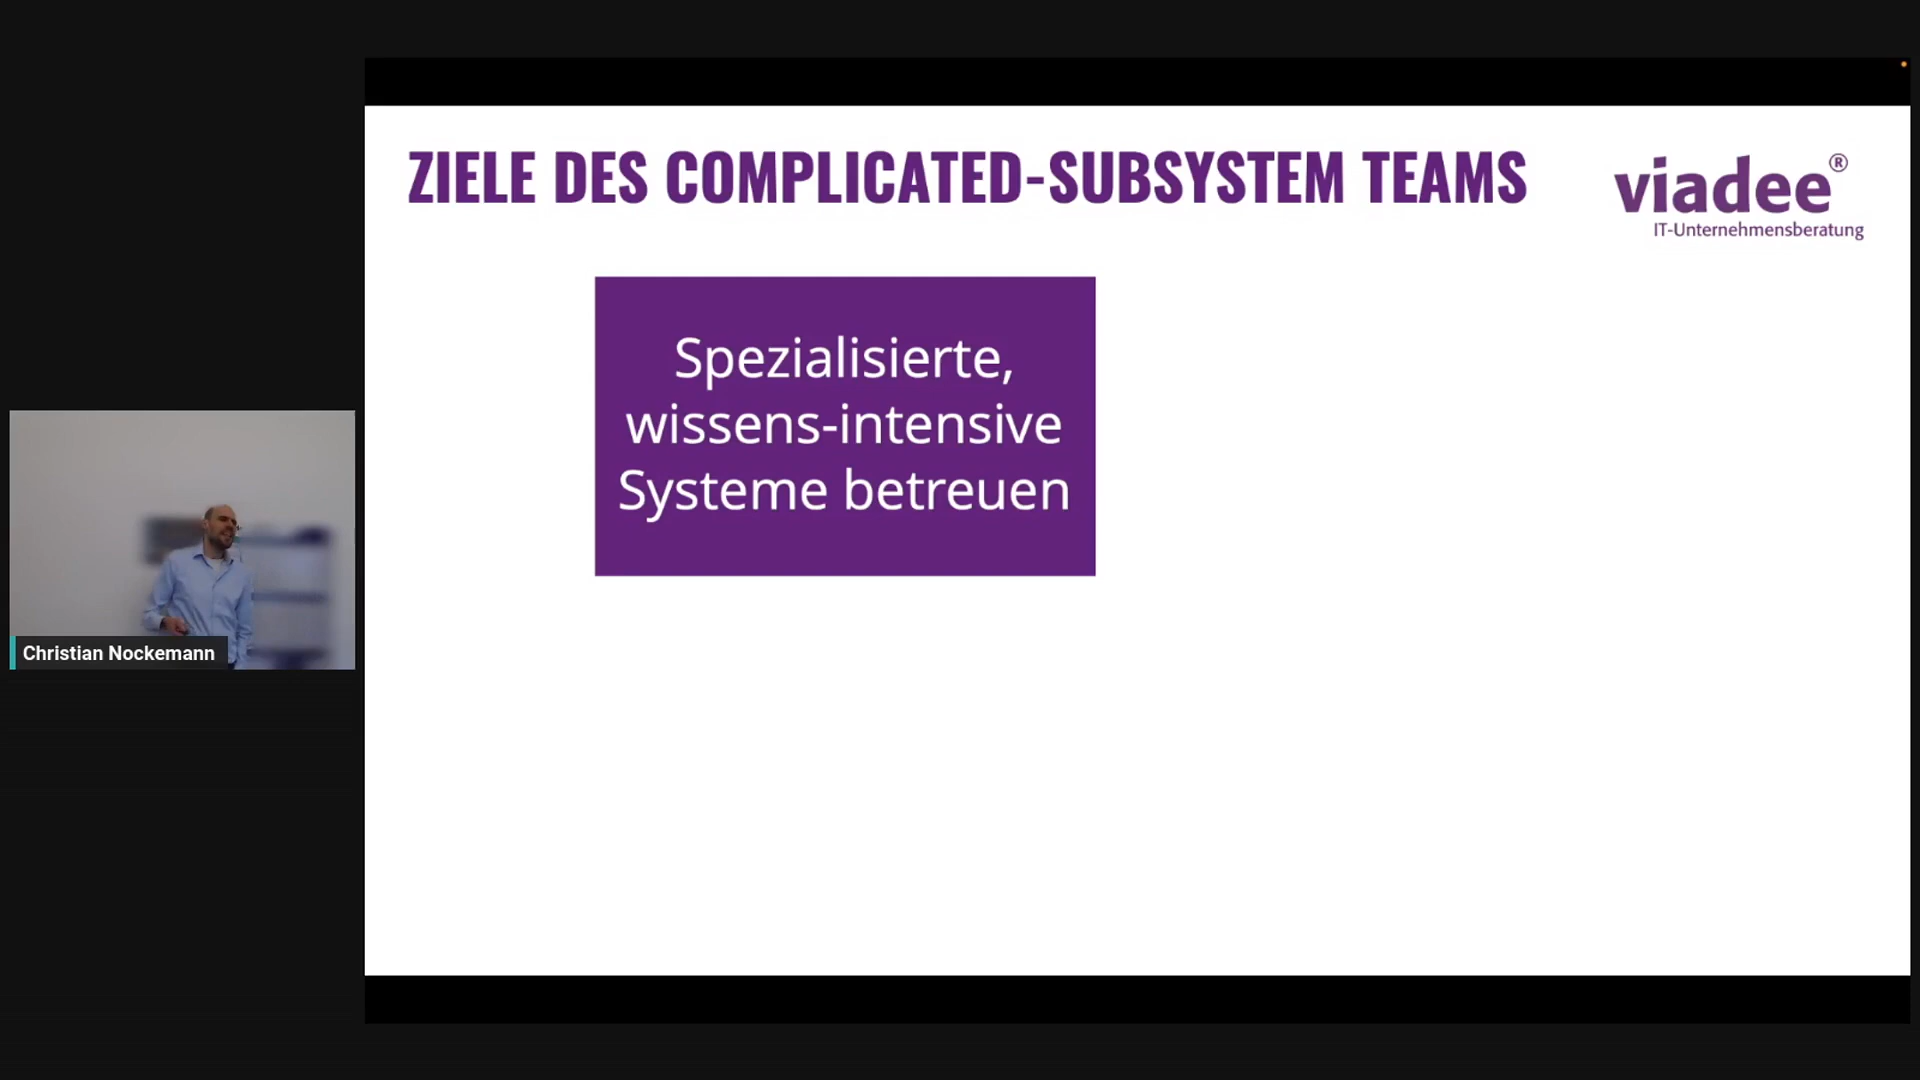 ZIELE DES COMPLICATED-SUBSYSTEM TEAMS
viadee®
IT-Unternehmensberatung
Spezialisierte,
wissens-intensive
Systeme betreuen
Christian Nockemann